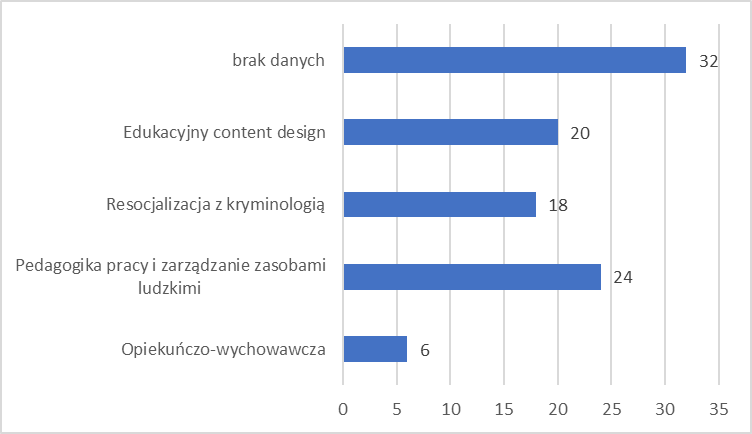 brak danych
32
Edukacyjny content design
20
Resocjalizacja z kryminologią
18
Pedagogika pracy i zarządzanie zasobami
ludzkimi
24
Opiekuńczo-wychowawcza
6
0 5 10 15 20 25 30 35